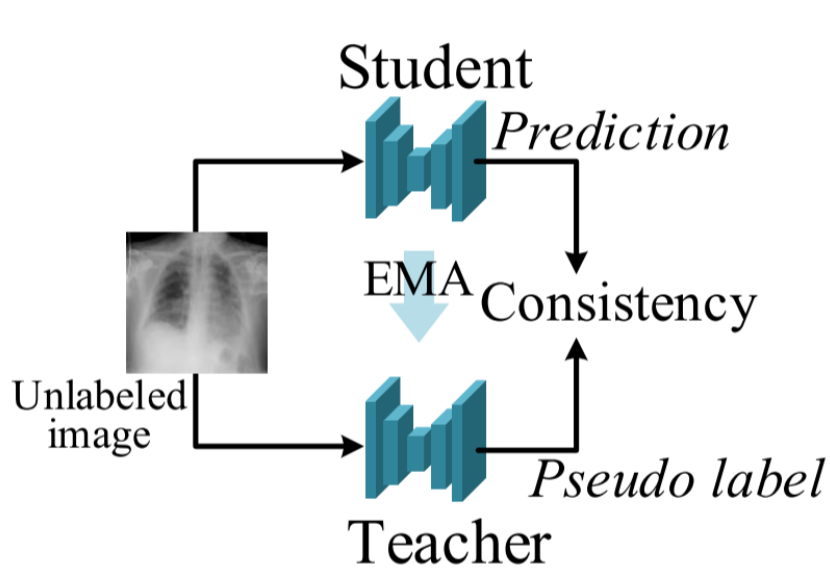 Student
Prediction
EMA
Consistency
Unlabeled
image
Pseudo label
Teacher